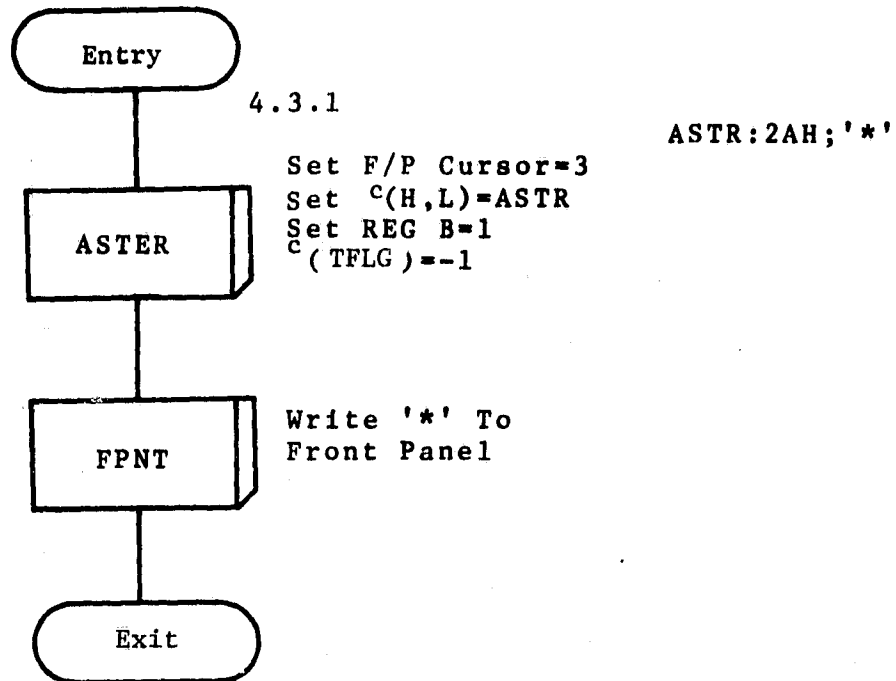 Entry
4.3.1
ASTR:2AH;'*'
Set F/P Cursor=3
Set c(H,L)=ASTR
Set REG B=1
c(TFLG)=-1
ASTER
Write '*' To
Front Panel
FPNT
Exit